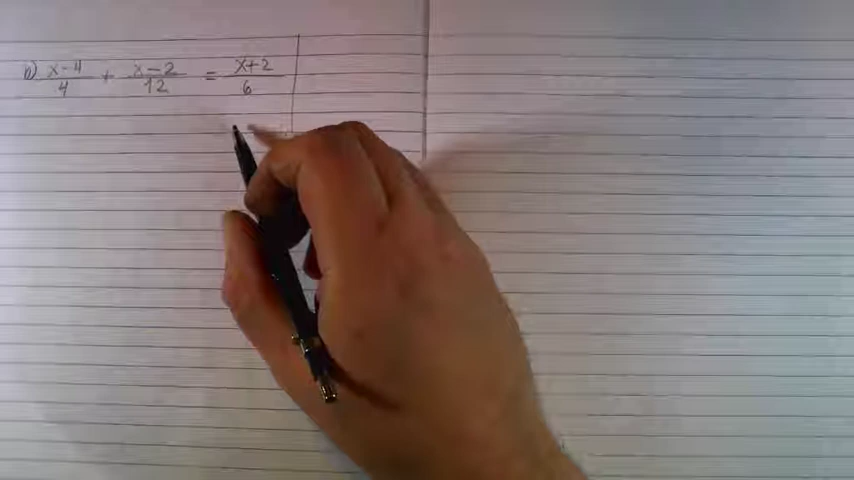 b) x-4/4 + x-2/12 = x+2/6